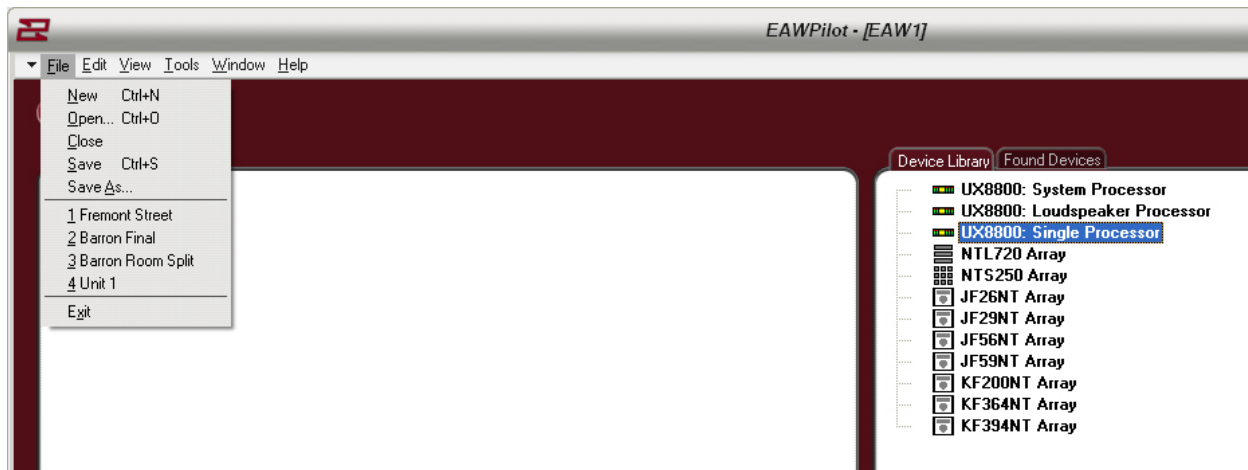 EAWPilot - [EAW1]
File Edit View Tools Window Help
New Ctrl+N
Open... Ctrl+O
Close
Save Ctrl+S
Save As...
1 Fremont Street
2 Barron Final
3 Barron Room Split
4 Unit 1
Exit
Device Library Found Devices
UX8800: System Processor
UX8800: Loudspeaker Processor
UX8800: Single Processor
NTL720 Array
NTS250 Array
JF26NT Array
JF29NT Array
JF56NT Array
JF59NT Array
KF200NT Array
KF364NT Array
KF394NT Array